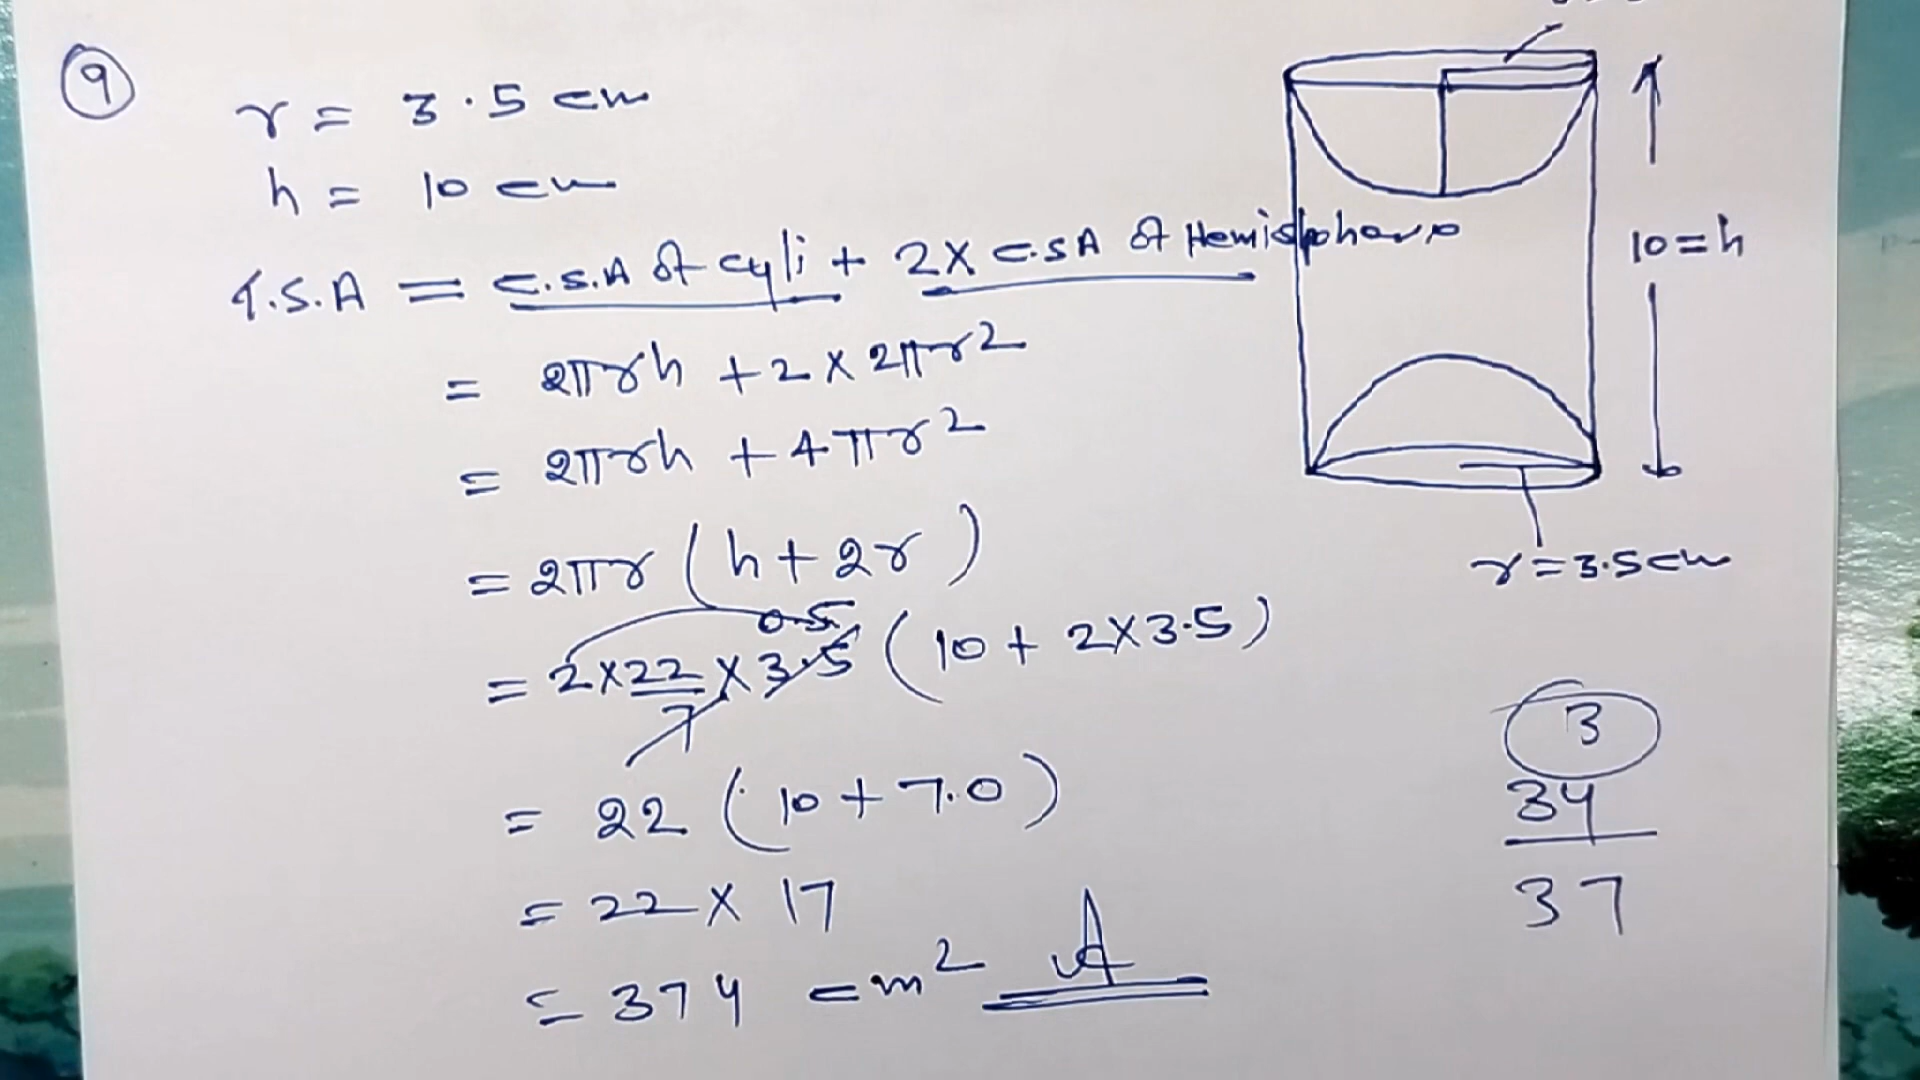 9
r = 3.5 cm
h = 10 cm
T.S.A = C.S.A of cyli + 2 X C.SA of Hemisphere
= 2πrh + 2 X 2πr2
= 2πrh + 4πr2
= 2πr (h + 2r)
0.5
= 2 X 22/7 X 3.5 (10 + 2X3.5)
= 22 (10 + 7.0)
= 22 X 17
= 374 cm2 A
10 = h
r = 3.5 cm
3
34
37